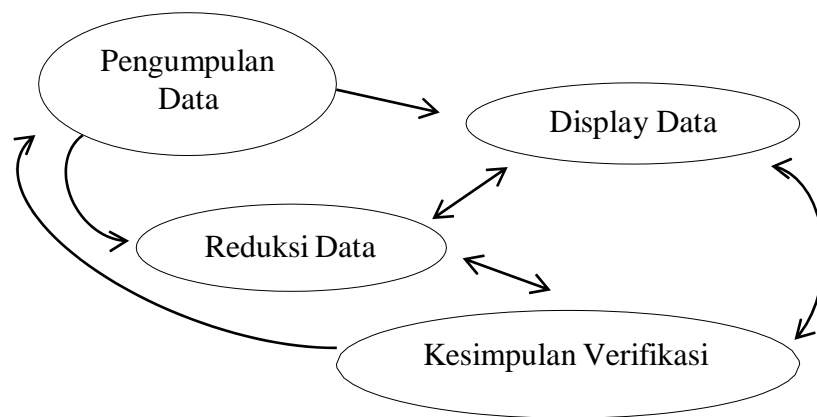 Pengumpulan
Data
Display Data
Reduksi Data
Kesimpulan Verifikasi